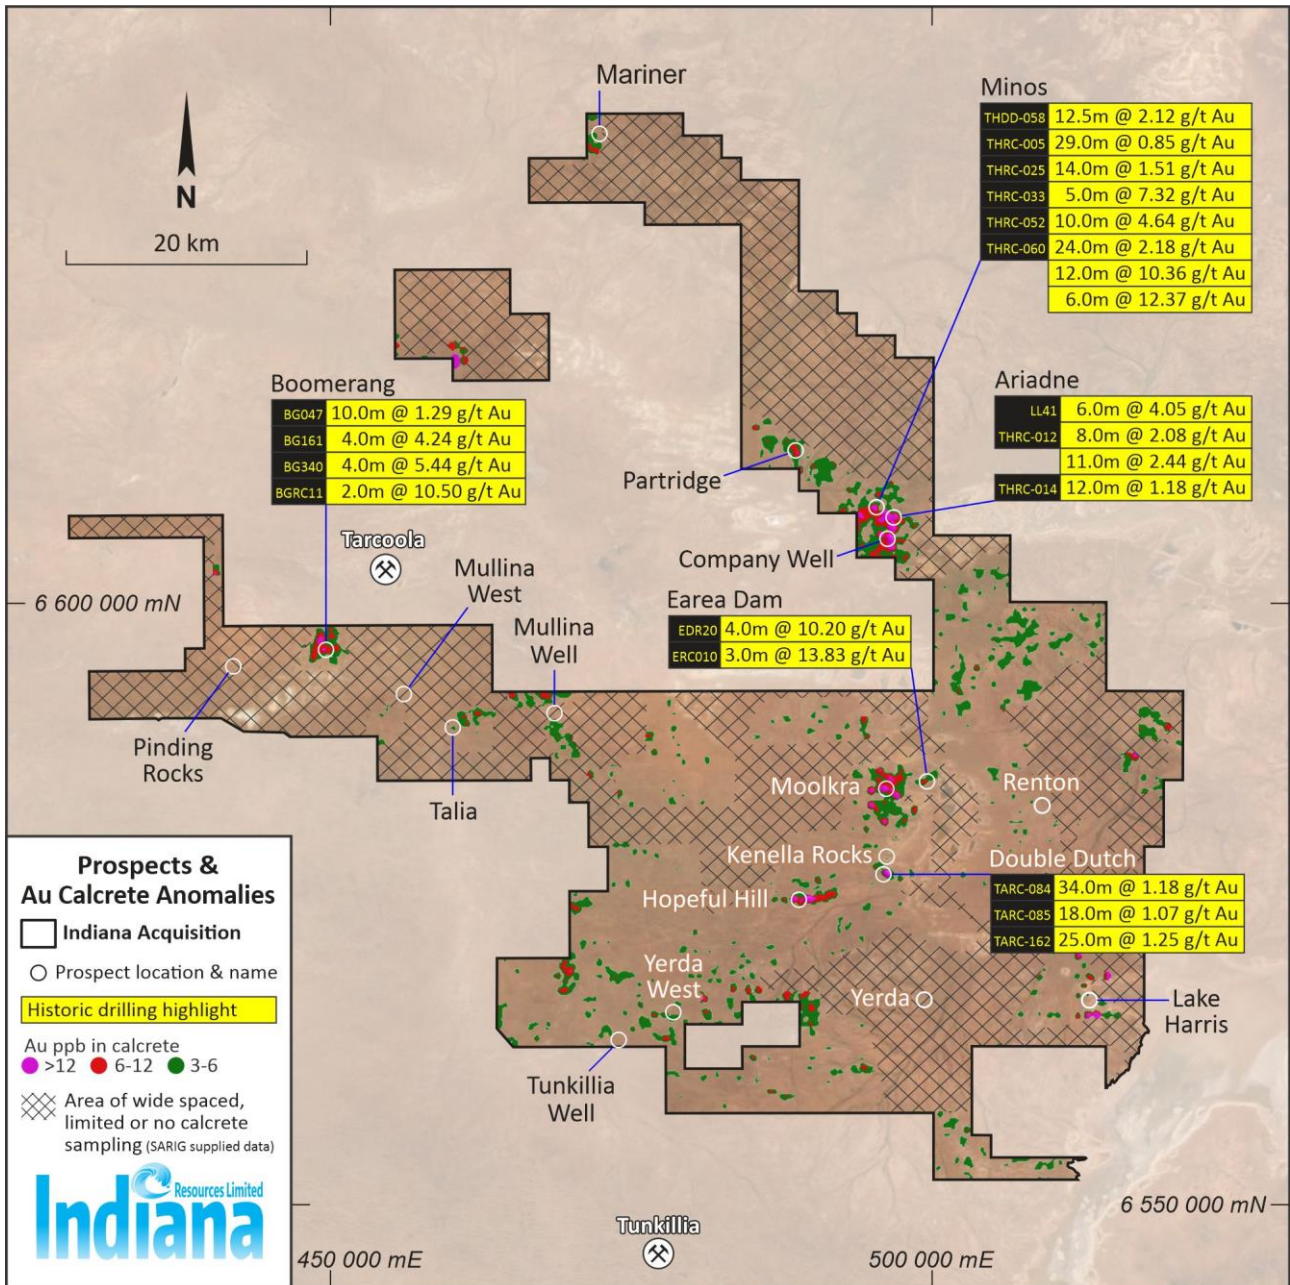 Mariner
N
20 km
Minos
THDD-058 12.5m @ 2.12 g/t Au
THRC-005 29.0m @ 0.85 g/t Au
THRC-025 14.0m @ 1.51 g/t Au
THRC-033 5.0m @ 7.32 g/t Au
THRC-052 10.0m @ 4.64 g/t Au
THRC-060 24.0m @ 2.18 g/t Au
12.0m @ 10.36 g/t Au
6.0m @ 12.37 g/t Au
Boomerang
BG047 10.0m @ 1.29 g/t Au
BG161 4.0m @ 4.24 g/t Au
BG340 4.0m @ 5.44 g/t Au
BGRC11 2.0m @ 10.50 g/t Au
Ariadne
LL41 6.0m @ 4.05 g/t Au
THRC-012 8.0m @ 2.08 g/t Au
11.0m @ 2.44 g/t Au
THRC-014 12.0m @ 1.18 g/t Au
Partridge
Company Well
Tarcoola
Mullina
West
Mullina
Well
6 600 000 mN
Earea Dam
EDR20 4.0m @ 10.20 g/t Au
ERC010 3.0m @ 13.83 g/t Au
Pinding
Rocks
Talia
Moolkra
Renton
Kenella Rocks
Double Dutch
TARC-084 34.0m @ 1.18 g/t Au
TARC-085 18.0m @ 1.07 g/t Au
TARC-162 25.0m @ 1.25 g/t Au
Hopeful Hill
Yerda
West
Yerda
Lake
Harris
Tunkillia
Well
Prospects &
Au Calcrete Anomalies
Indiana Acquisition
Prospect location & name
Historic drilling highlight
Au ppb in calcrete
>12 6-12 3-6
Area of wide spaced,
limited or no calcrete
sampling (SARIG supplied data)
Resources Limited
Indiana
Tunkillia
6 550 000 mN
450 000 mE
500 000 mE